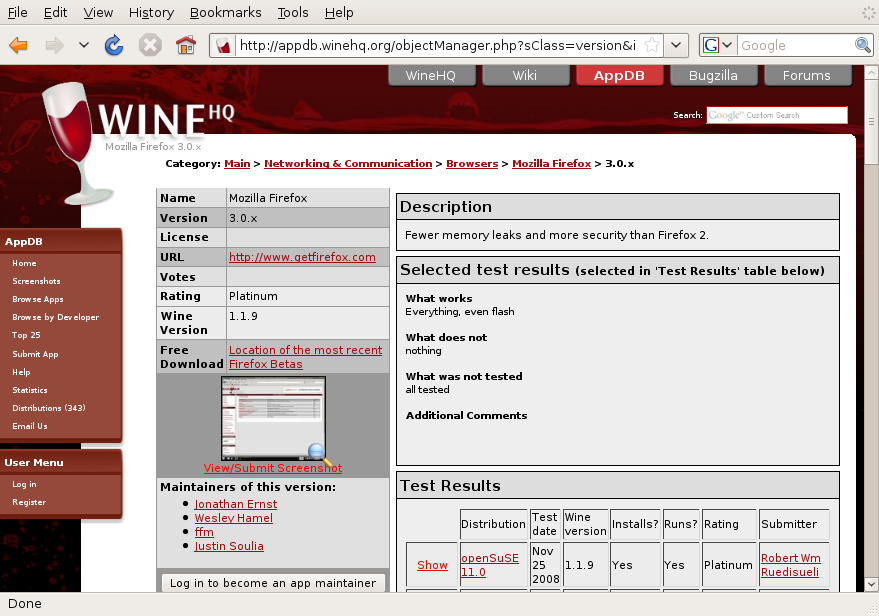 File Edit View History Bookmarks Tools Help
http://appdb.winehq.org/objectManager.php?sClass=version&i
G Google
WineHQ Wiki AppDB Bugzilla Forums
WINE HQ
Search: Google™ Custom Search
Mozilla Firefox 3.0.x
Category: Main > Networking & Communication > Browsers > Mozilla Firefox > 3.0.x
AppDB
Home
Screenshots
Browse Apps
Browse by Developer
Top 25
Submit App
Help
Statistics
Distributions (343)
Email Us
User Menu
Log in
Register
Name Mozilla Firefox
Version 3.0.x
License
URL http://www.getfirefox.com
Votes
Rating Platinum
Wine Version 1.1.9
Free Download Location of the most recent Firefox Betas
View/Submit Screenshot
Maintainers of this version:
Jonathan Ernst
Wesley Hamel
ffm
Justin Soulia
Log in to become an app maintainer
Description
Fewer memory leaks and more security than Firefox 2.
Selected test results (selected in 'Test Results' table below)
What works
Everything, even flash
What does not
nothing
What was not tested
all tested
Additional Comments
Test Results
Distribution Test date Wine version Installs? Runs? Rating Submitter
Show openSuSE 11.0 Nov 25 2008 1.1.9 Yes Yes Platinum Robert Wm Ruedisueli
Done